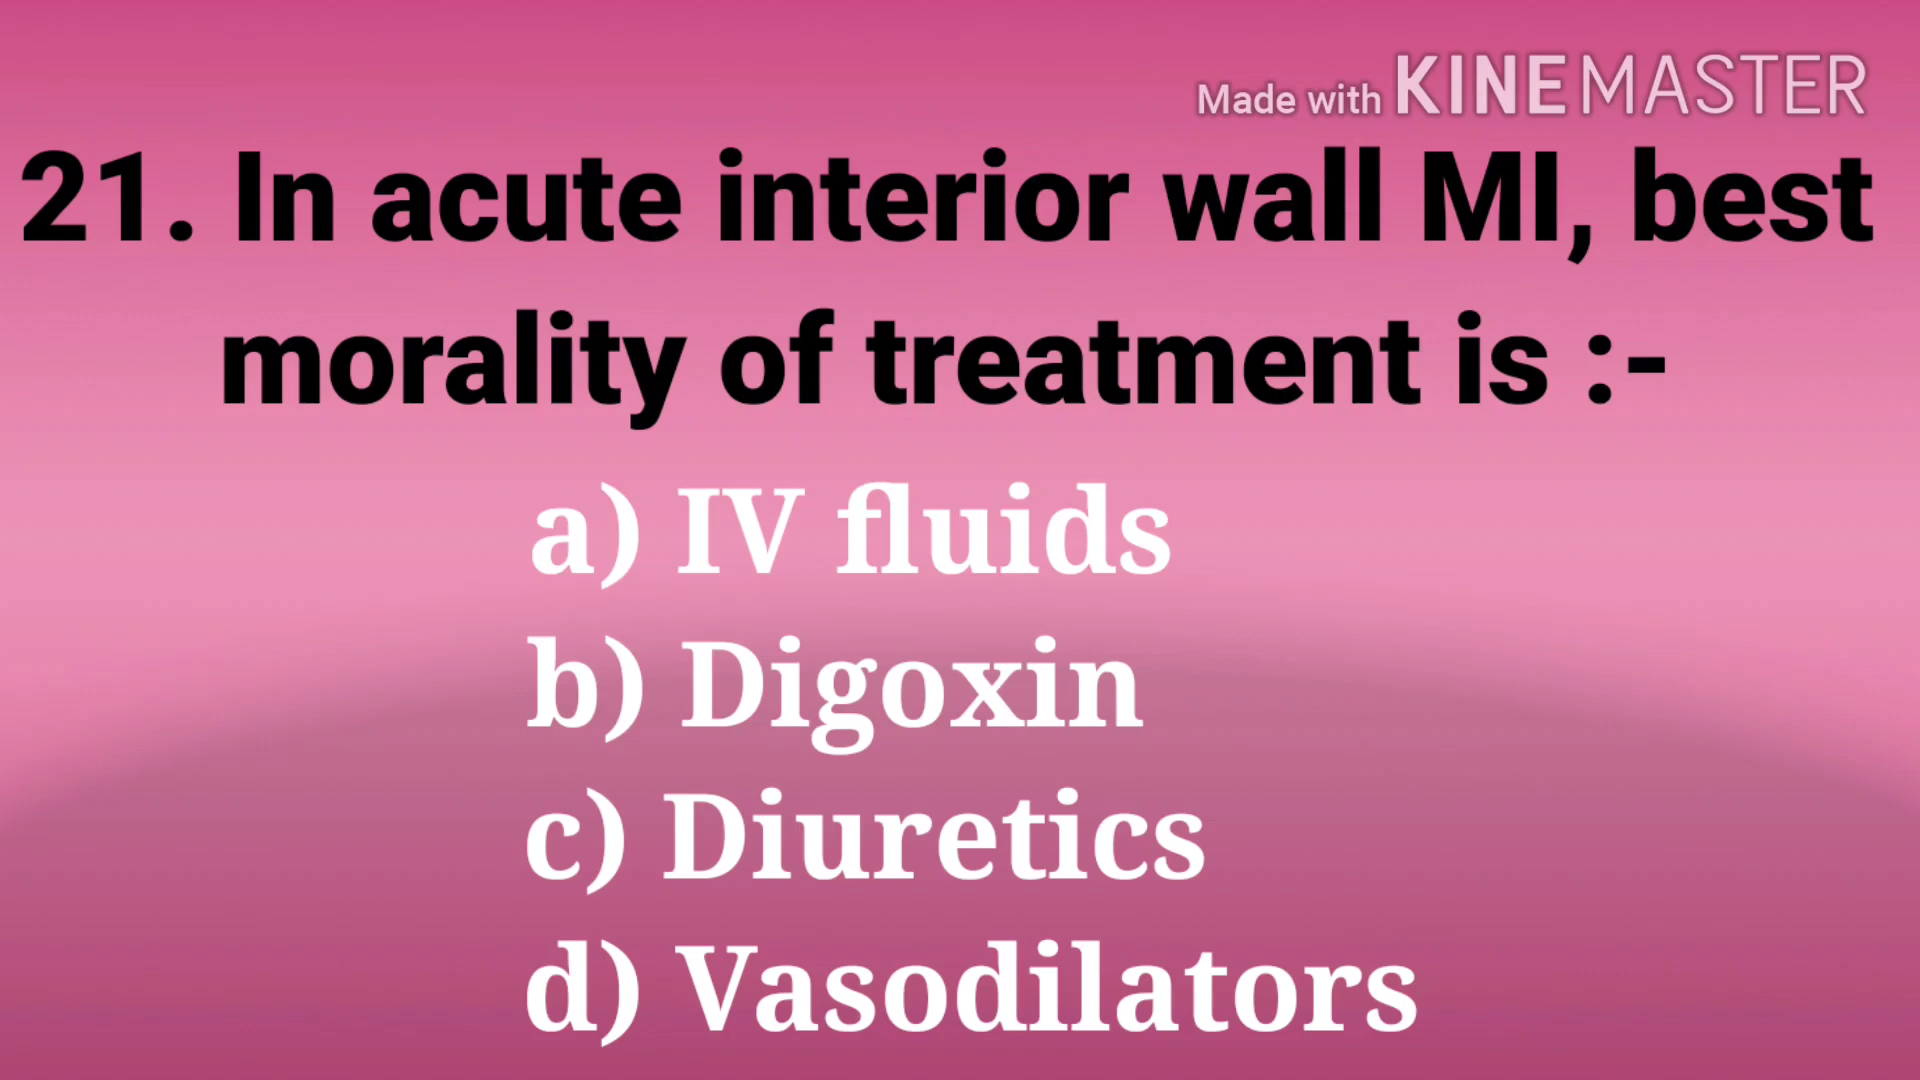 Made with KINEMASTER
21. In acute interior wall MI, best
morality of treatment is :-
a) IV fluids
b) Digoxin
c) Diuretics
d) Vasodilators